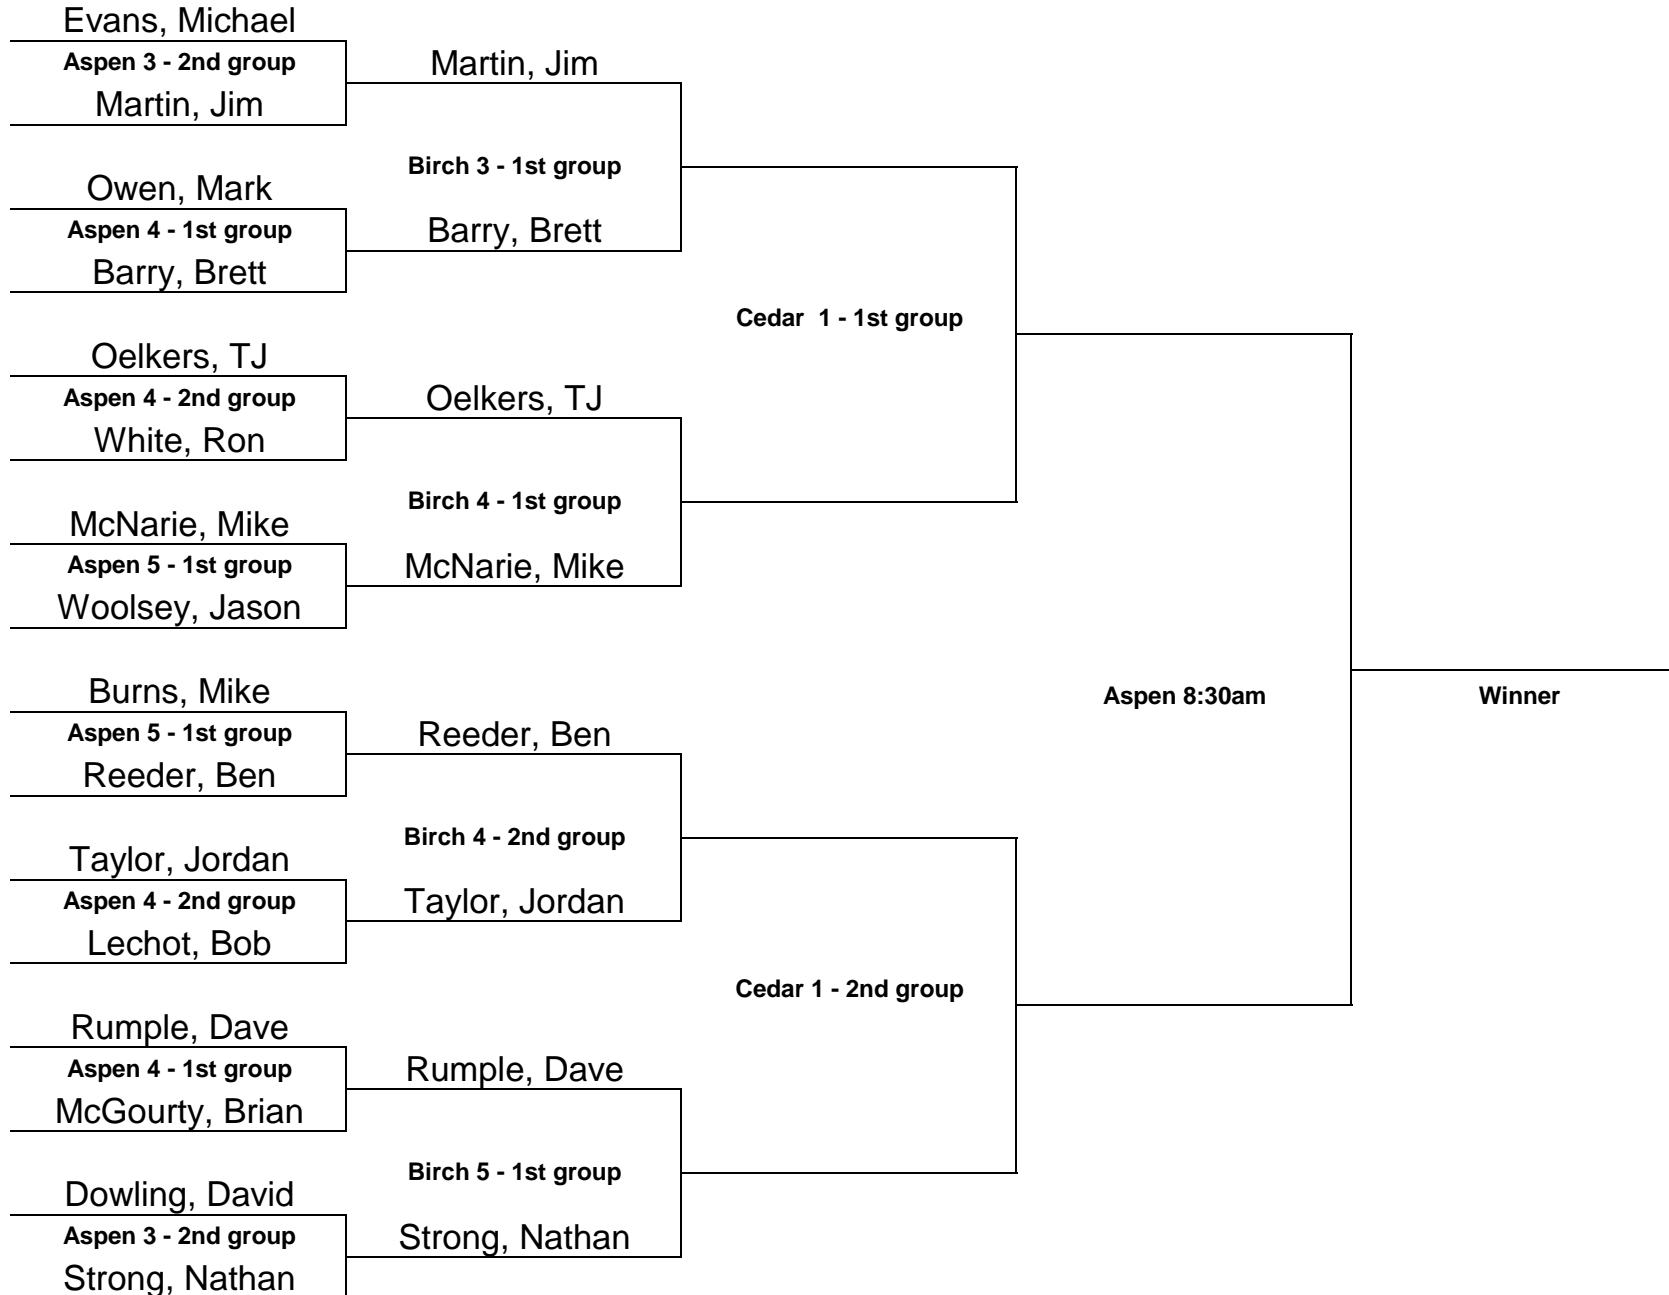 Evans, Michael
Aspen 3 - 2nd group
Martin, Jim
Martin, Jim
Owen, Mark
Birch 3 - 1st group
Aspen 4 - 1st group
Barry, Brett
Barry, Brett
Cedar  1 - 1st group
Oelkers, TJ
Aspen 4 - 2nd group
Oelkers, TJ
White, Ron
McNarie, Mike
Birch 4 - 1st group
Aspen 5 - 1st group
McNarie, Mike
Woolsey, Jason
Burns, Mike
Aspen 8:30am
Winner
Aspen 5 - 1st group
Reeder, Ben
Reeder, Ben
Taylor, Jordan
Birch 4 - 2nd group
Aspen 4 - 2nd group
Taylor, Jordan
Lechot, Bob
Cedar 1 - 2nd group
Rumple, Dave
Aspen 4 - 1st group
Rumple, Dave
McGourty, Brian
Dowling, David
Birch 5 - 1st group
Aspen 3 - 2nd group
Strong, Nathan
Strong, Nathan